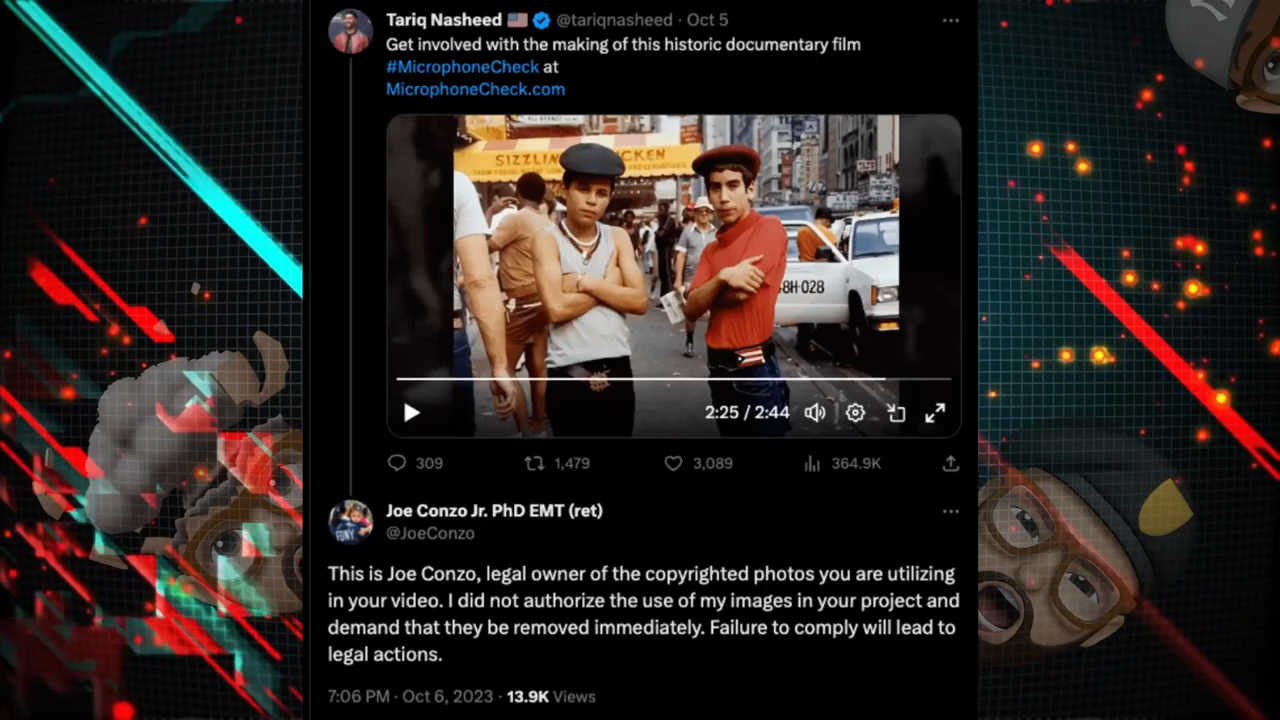 Tariq Nasheed @tariqnasheed · Oct 5
Get involved with the making of this historic documentary film
#MicrophoneCheck at
MicrophoneCheck.com
SIZZLIN CKEN
8H·028
2:25 / 2:44
309 1,479 3,089 364.9K
Joe Conzo Jr. PhD EMT (ret)
@JoeConzo
FDNY
This is Joe Conzo, legal owner of the copyrighted photos you are utilizing
in your video. I did not authorize the use of my images in your project and
demand that they be removed immediately. Failure to comply will lead to
legal actions.
7:06 PM · Oct 6, 2023 · 13.9K Views